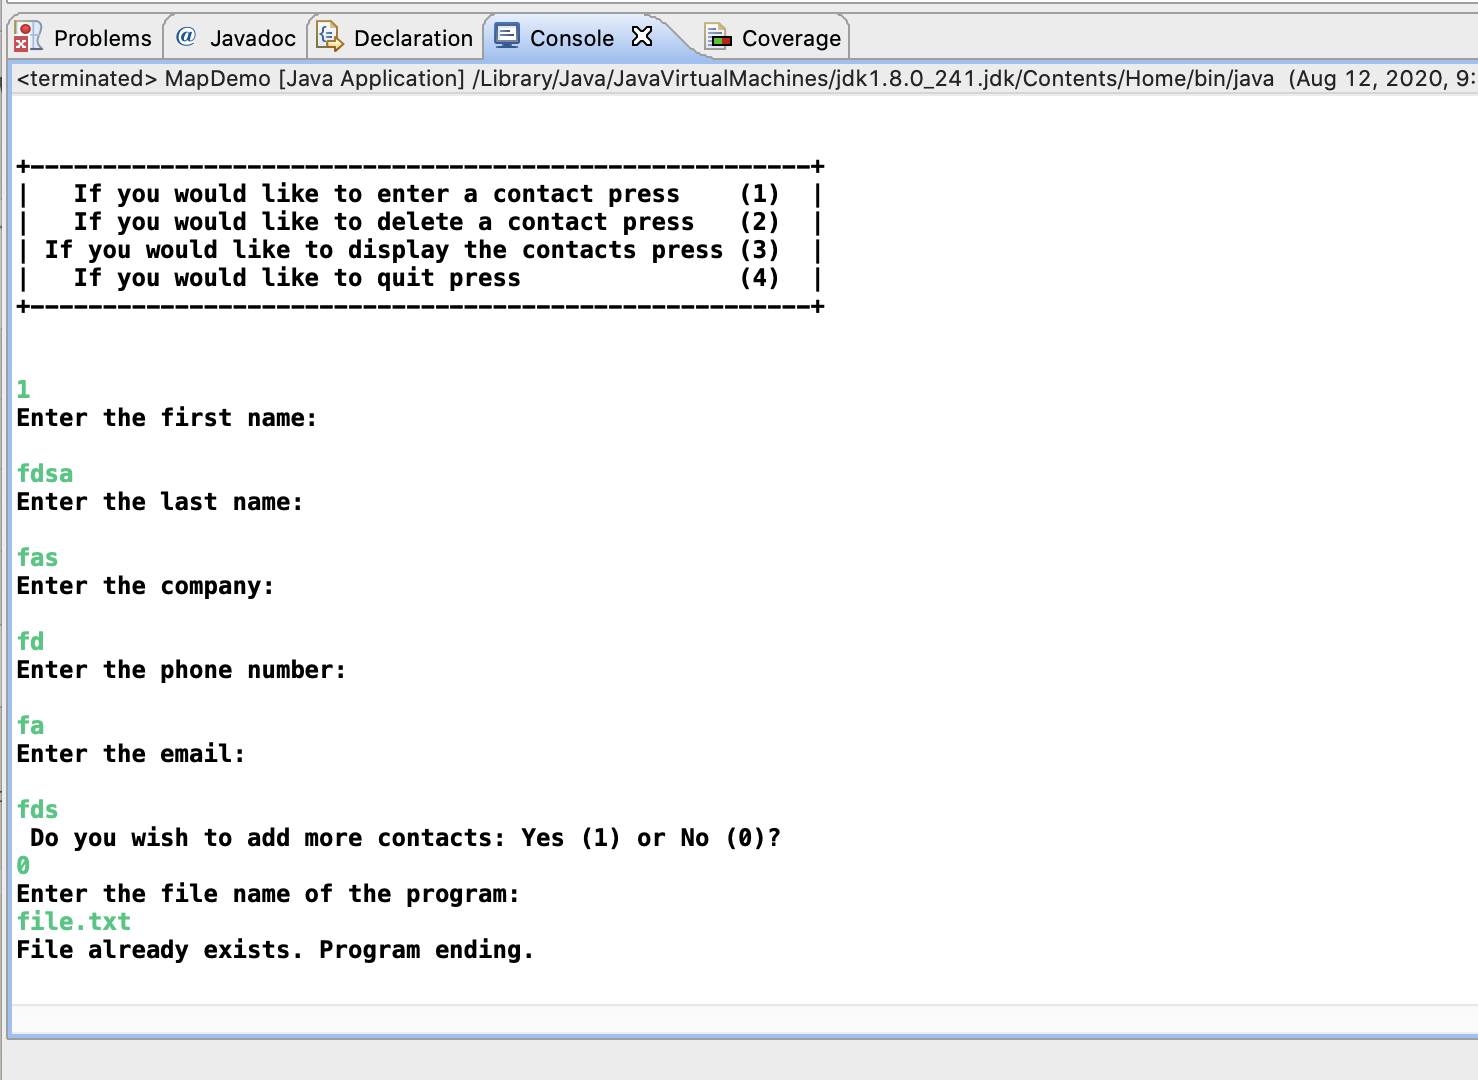 Problems @ Javadoc Declaration Console Coverage
<terminated> MapDemo [Java Application] /Library/Java/JavaVirtualMachines/jdk1.8.0_241.jdk/Contents/Home/bin/java (Aug 12, 2020, 9:
+------------------------------------------------------+
|   If you would like to enter a contact press    (1)  |
|   If you would like to delete a contact press   (2)  |
| If you would like to display the contacts press (3)  |
|   If you would like to quit press               (4)  |
+------------------------------------------------------+
1
Enter the first name:
fdsa
Enter the last name:
fas
Enter the company:
fd
Enter the phone number:
fa
Enter the email:
fds
Do you wish to add more contacts: Yes (1) or No (0)?
0
Enter the file name of the program:
file.txt
File already exists. Program ending.